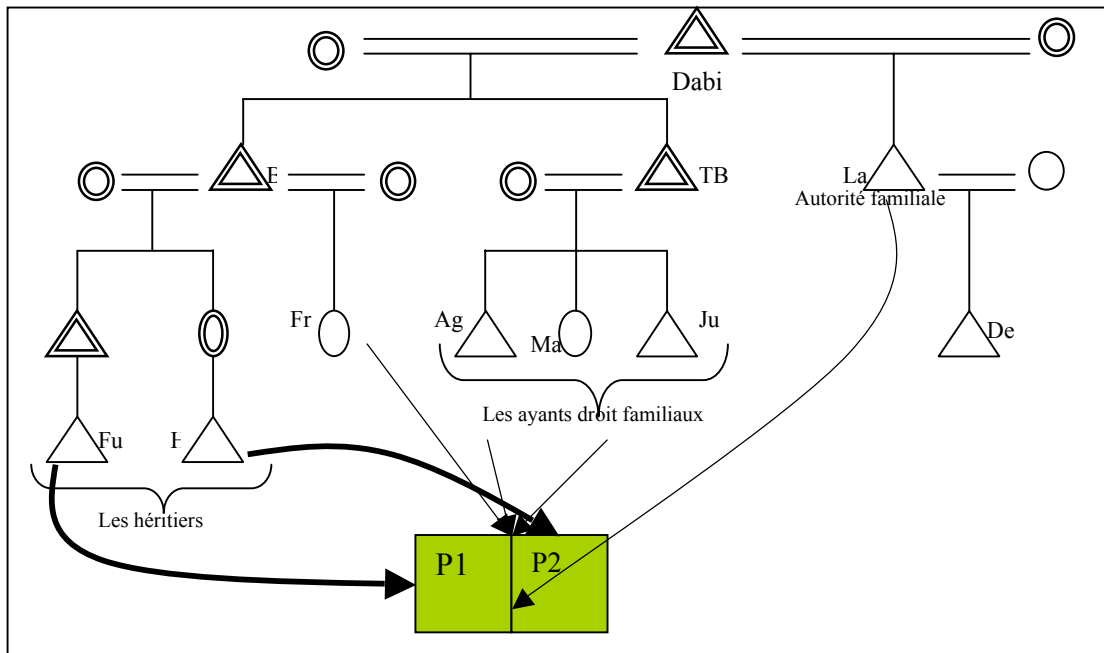 Dabi
TB
La
Autorité familiale
Fr
Ag
Ma
Ju
De
Les ayants droit familiaux
Fu
Les héritiers
P1
P2